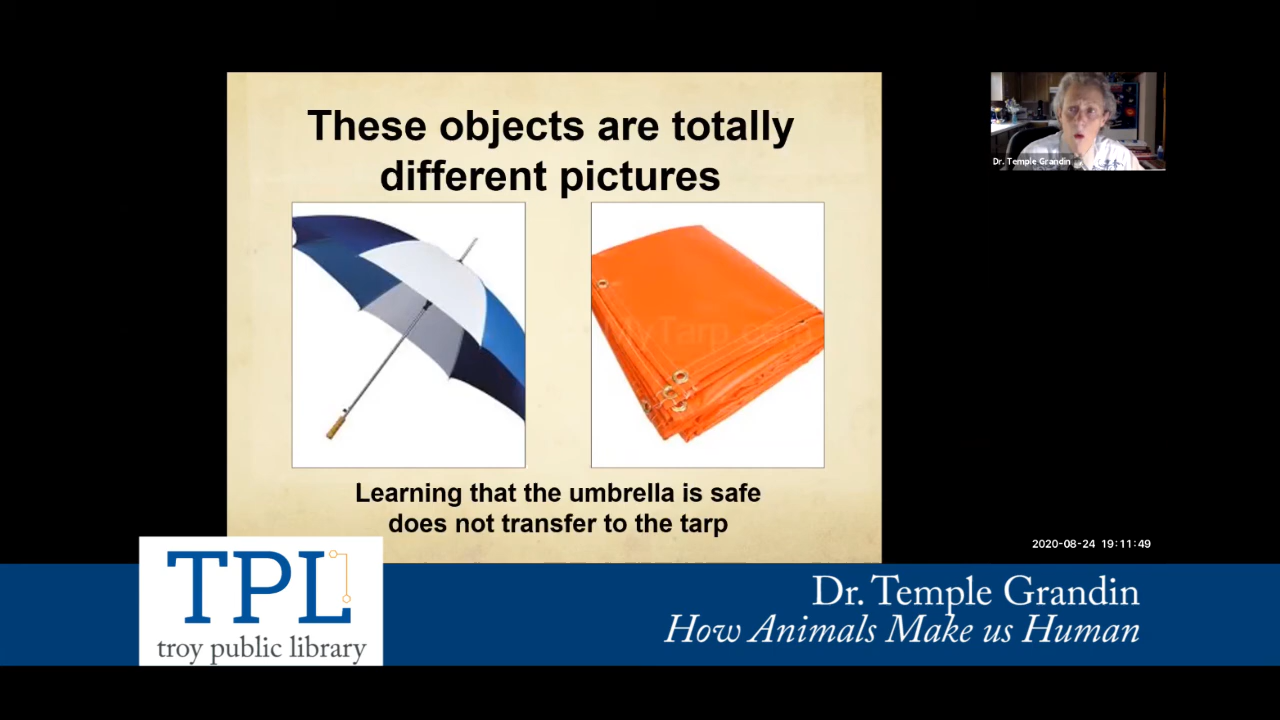 These objects are totally
different pictures
MyTarp.com
Learning that the umbrella is safe
does not transfer to the tarp
Dr. Temple Grandin
2020-08-24 19:11:49
TPL
troy public library
Dr. Temple Grandin
How Animals Make us Human